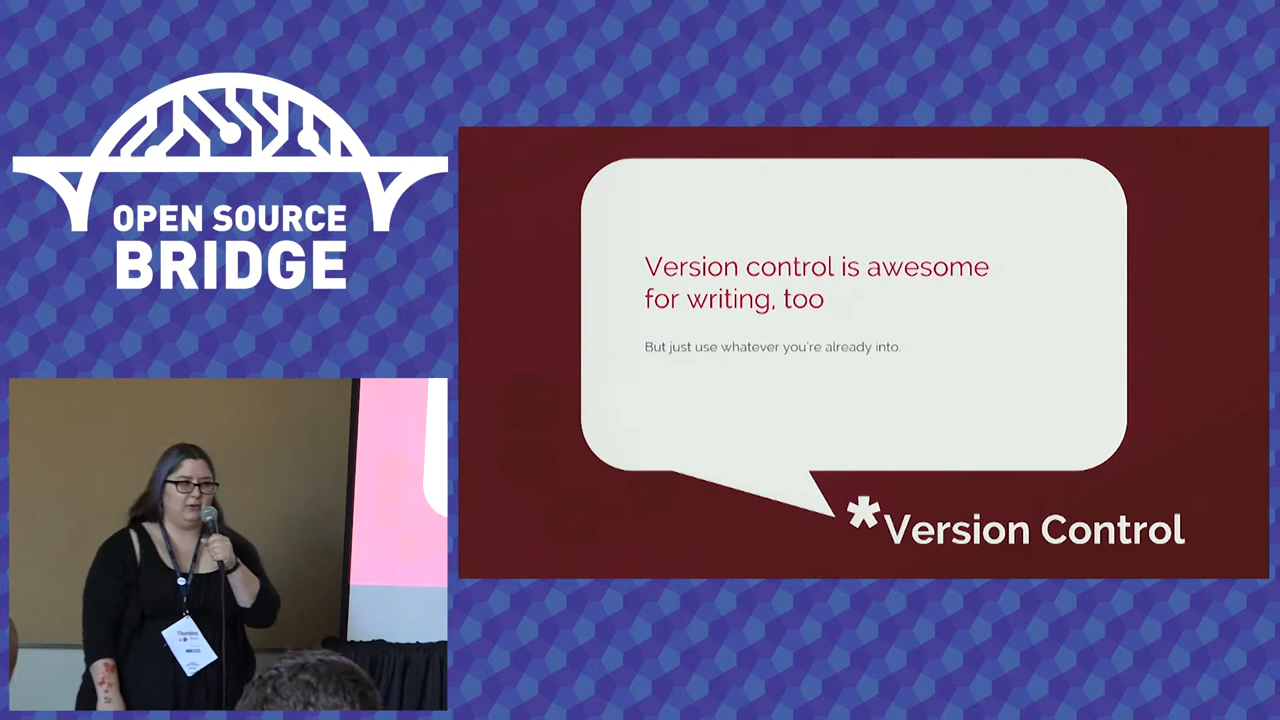 OPEN SOURCE
BRIDGE
Version control is awesome
for writing, too
But just use whatever you're already into.
*Version Control